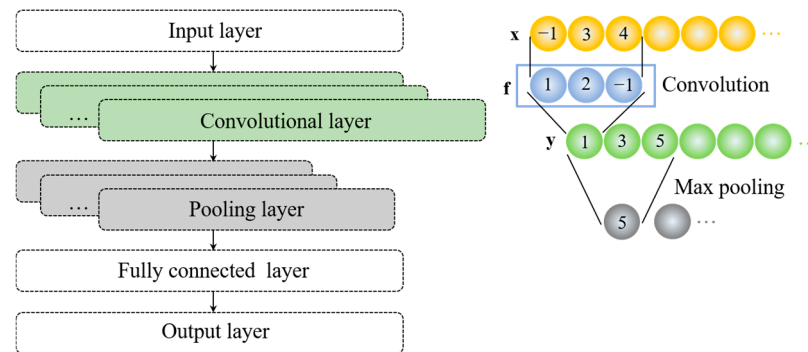 Input layer
...
Convolutional layer
...
Pooling layer
Fully connected layer
Output layer
x −1 3 4 ...
f 1 2 −1 Convolution
y 1 3 5 ...
Max pooling
5 ...